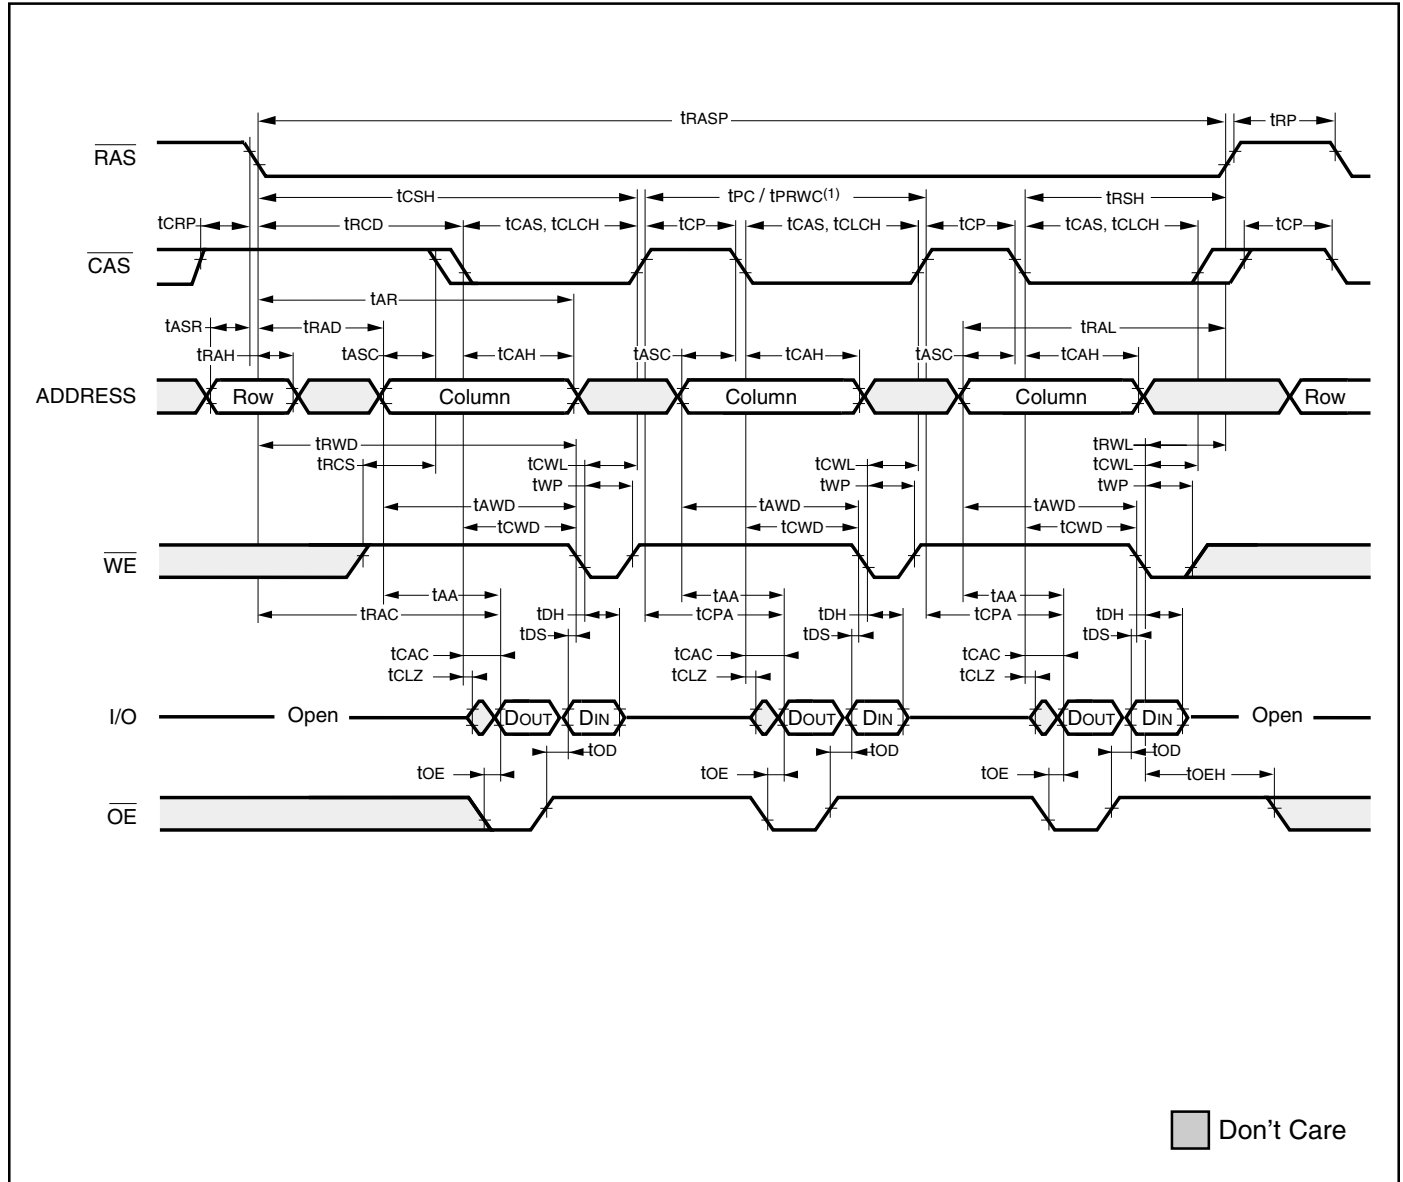 tRASP tRP
RAS
tCSH tPC / tPRWC(1) tRSH
tCRP tRCD tCAS, tCLCH tCP tCAS, tCLCH tCP tCAS, tCLCH tCP
CAS
tAR
tASR tRAD tRAL
tRAH tASC tCAH tASC tCAH tASC tCAH
ADDRESS Row Column Column Column Row
tRWD tRWL
tRCS tCWL tCWL tCWL
tWP tWP tWP
tAWD tAWD tAWD
tCWD tCWD tCWD
WE
tAA tAA tAA
tRAC tDH tCPA tDH tCPA tDH
tDS tDS tDS
tCAC tCAC tCAC
tCLZ tCLZ tCLZ
I/O Open DOUT DIN DOUT DIN DOUT DIN Open
tOD tOD tOD
tOE tOE tOE tOEH
OE
Don't Care